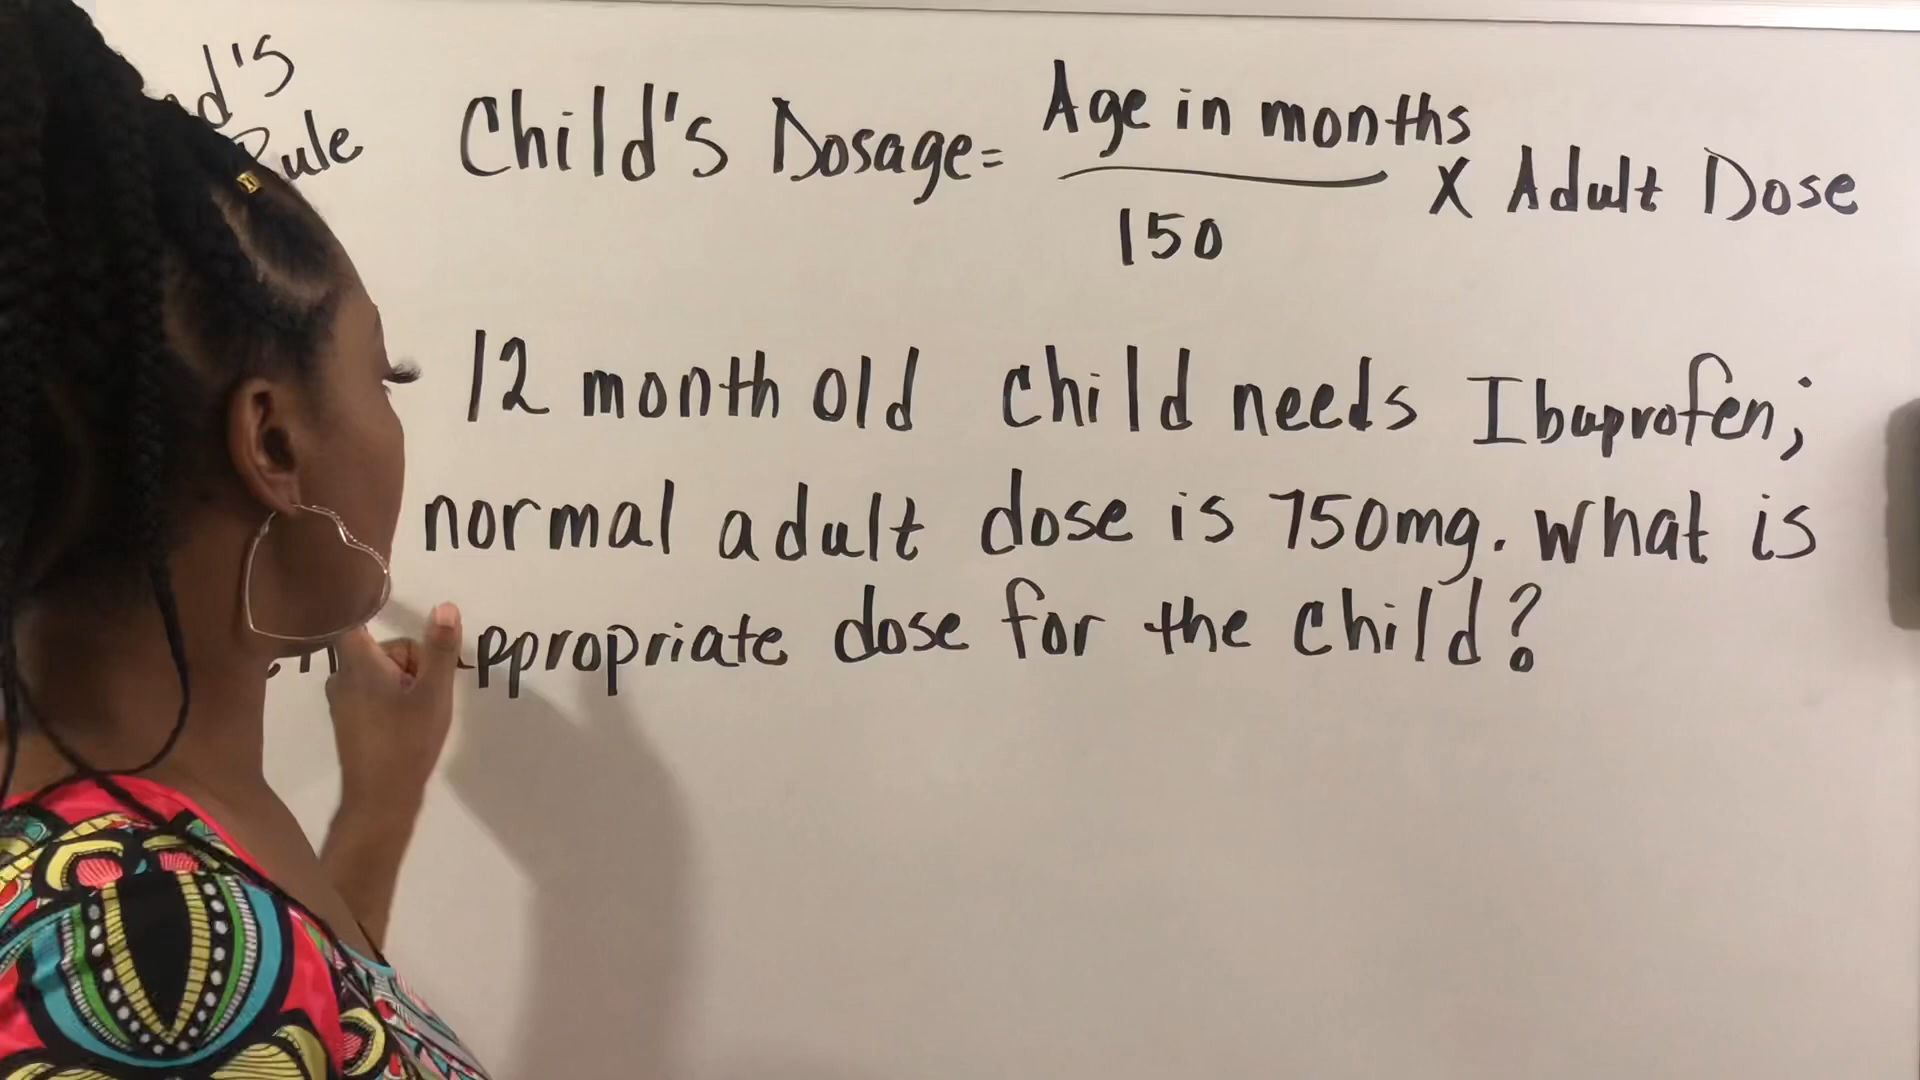 Rule
Child's Dosage = Age in months
150
X Adult Dose
12 month old child needs Ibuprofen;
normal adult dose is 750mg. What is
dose for the child?